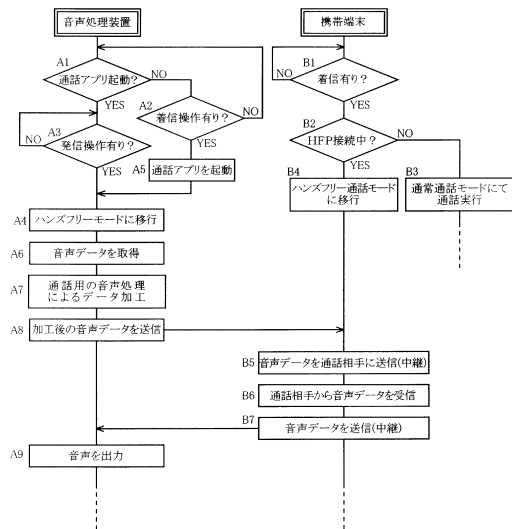 音声処理装置
A1
通話アプリ起動?
NO
YES
A2
着信操作有り?
YES
A3
発信操作有り?
NO
YES
A5
通話アプリを起動
A4
ハンズフリーモードに移行
A6
音声データを取得
A7
通話用の音声処理
によるデータ加工
A8
加工後の音声データを送信
A9
音声を出力
携帯端末
B1
着信有り?
NO
YES
B2
HFP接続中?
NO
YES
B4
ハンズフリー通話モード
に移行
B3
通常通話モードにて
通話実行
B5
音声データを通話相手に送信(中継)
B6
通話相手から音声データを受信
B7
音声データを送信(中継)